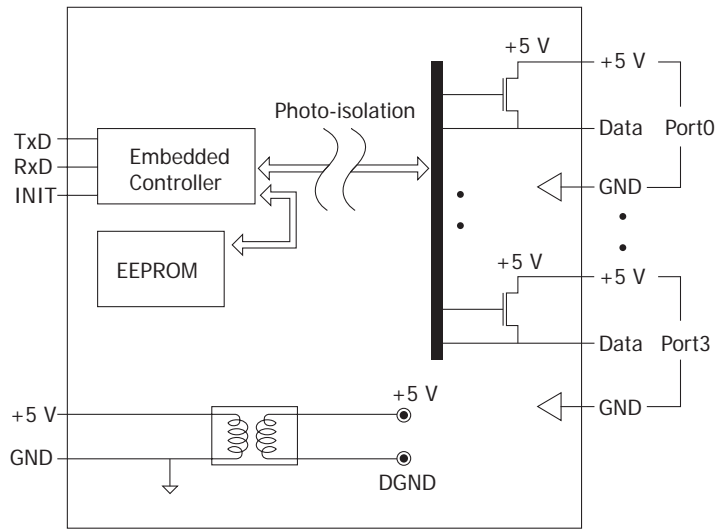 +5 V
+5 V
Photo-isolation
TxD
RxD
INIT
Embedded
Controller
Data
Port0
GND
EEPROM
+5 V
+5 V
Data
Port3
+5 V
+5 V
GND
GND
DGND